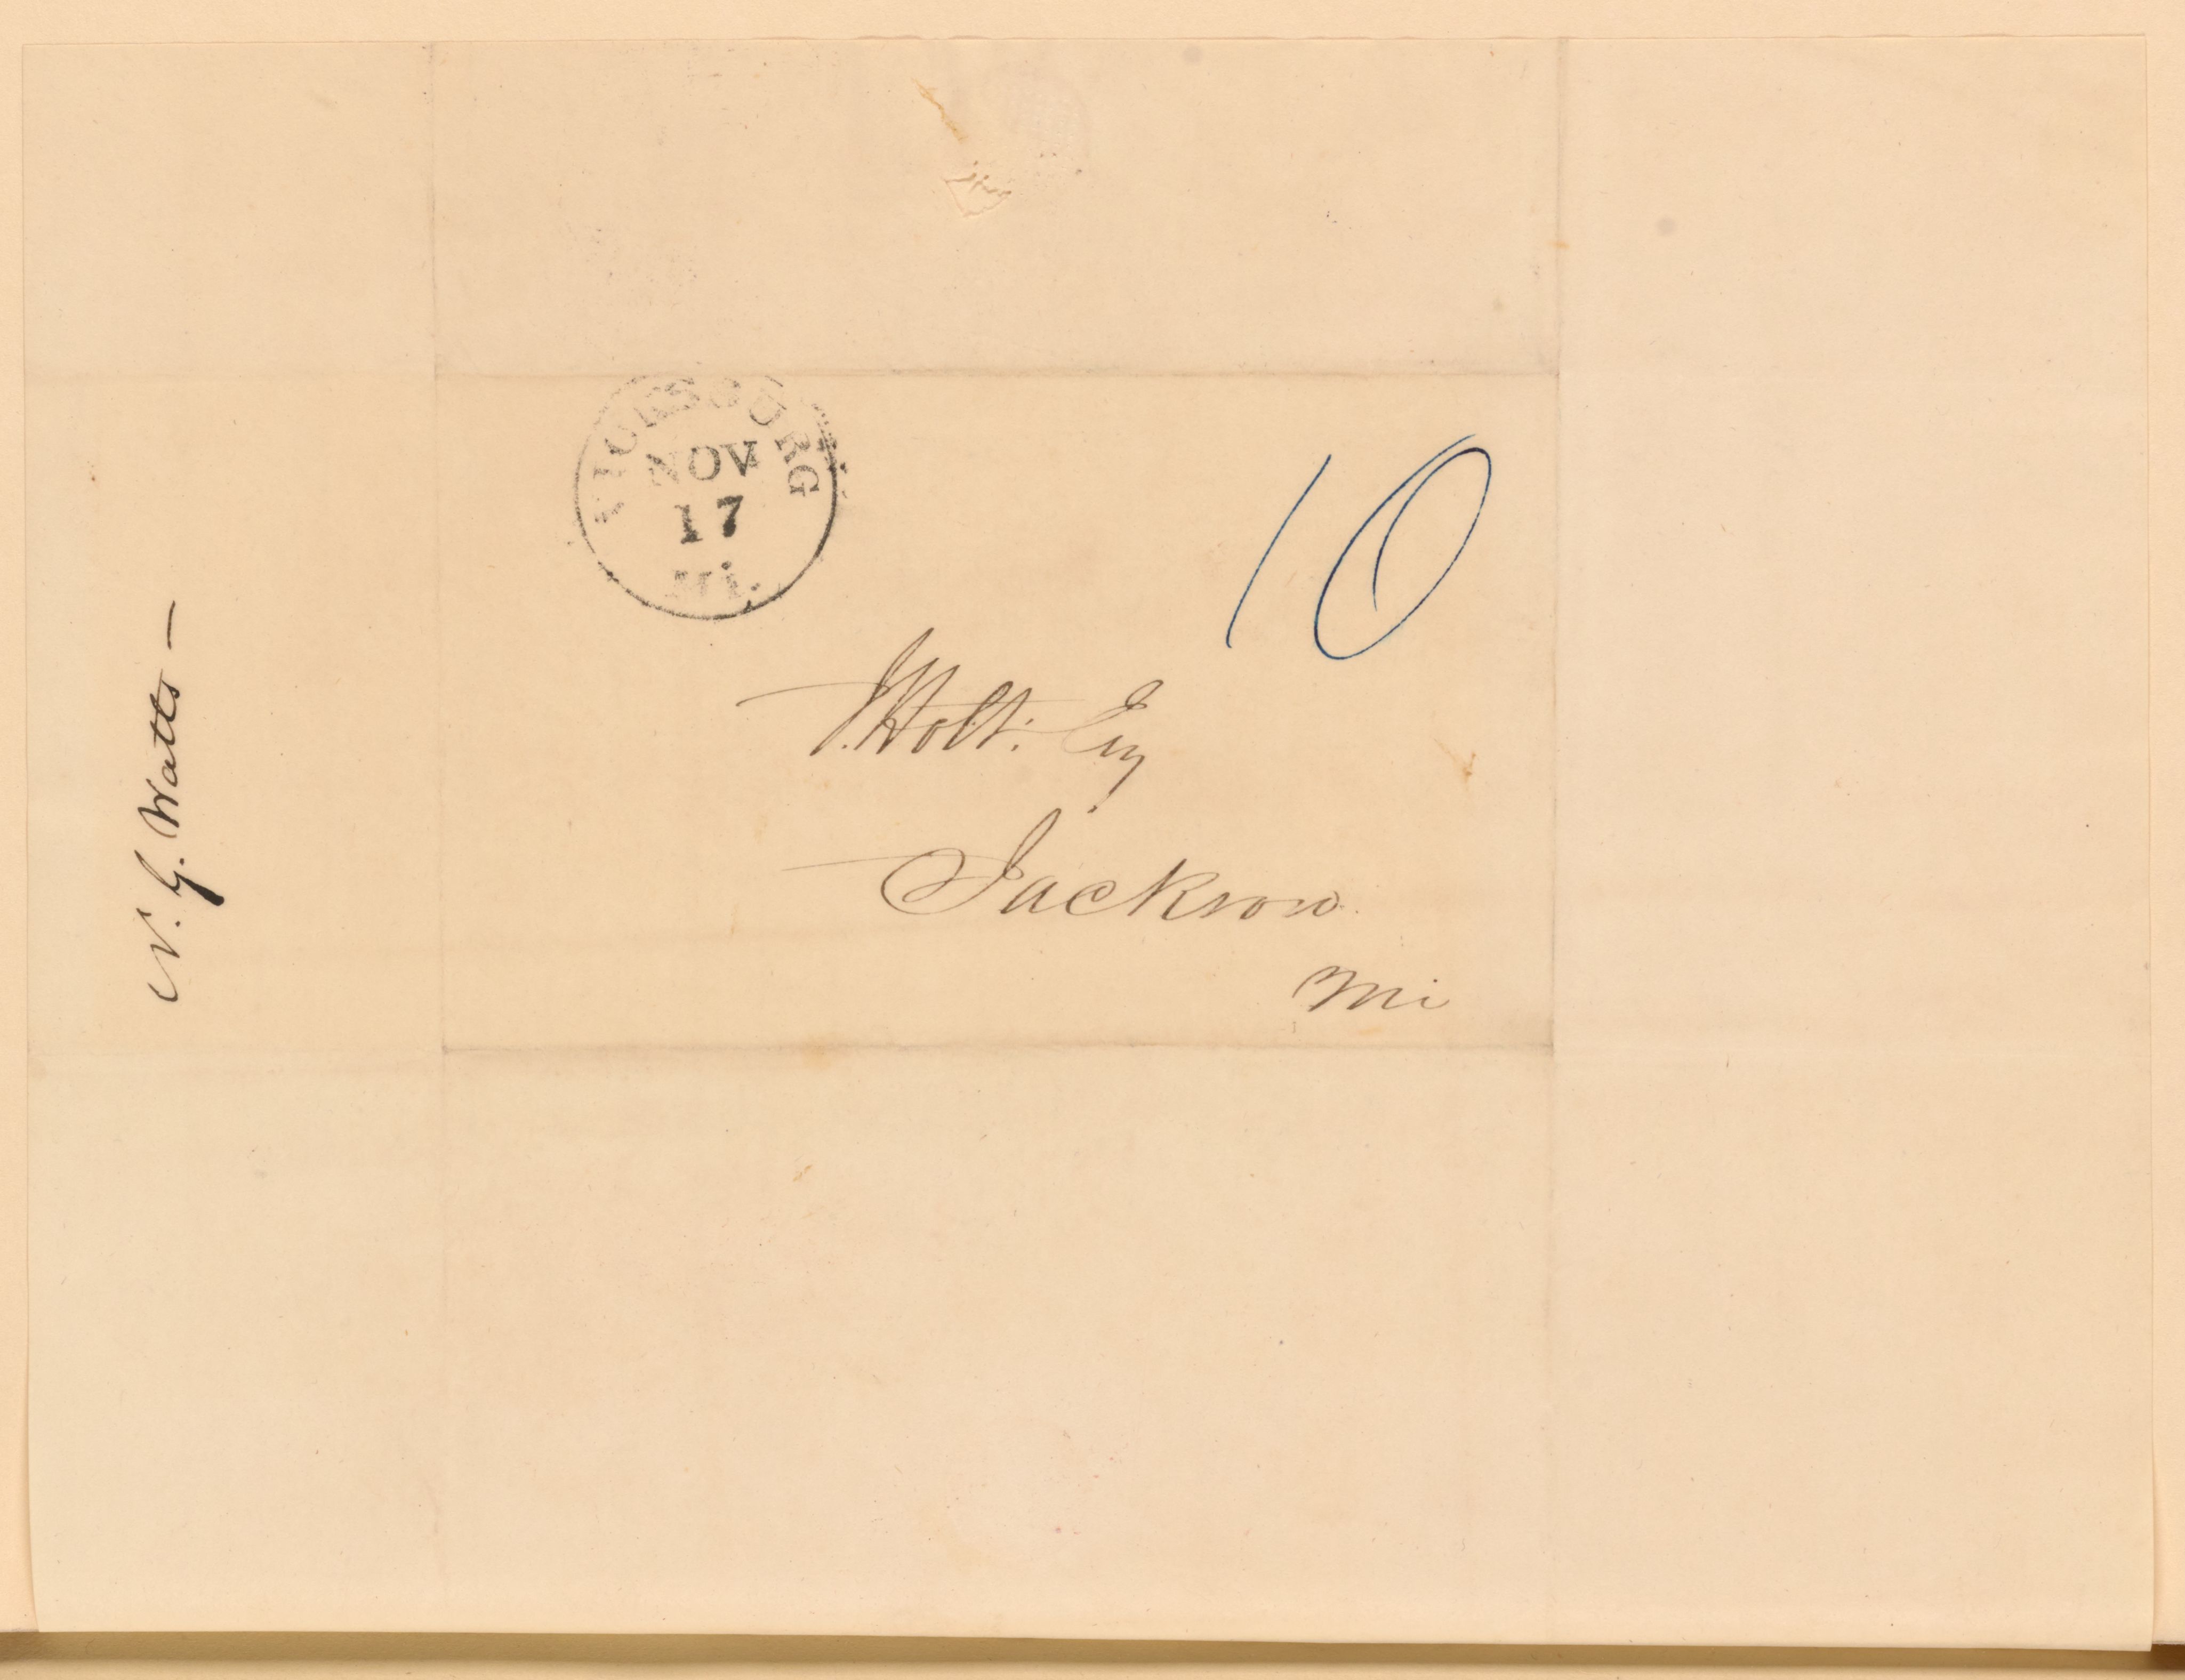 VICKSBURG
NOV
17
Mi.
10
J. Holt. Esq
Jackson
Mi
N. G. Watts —